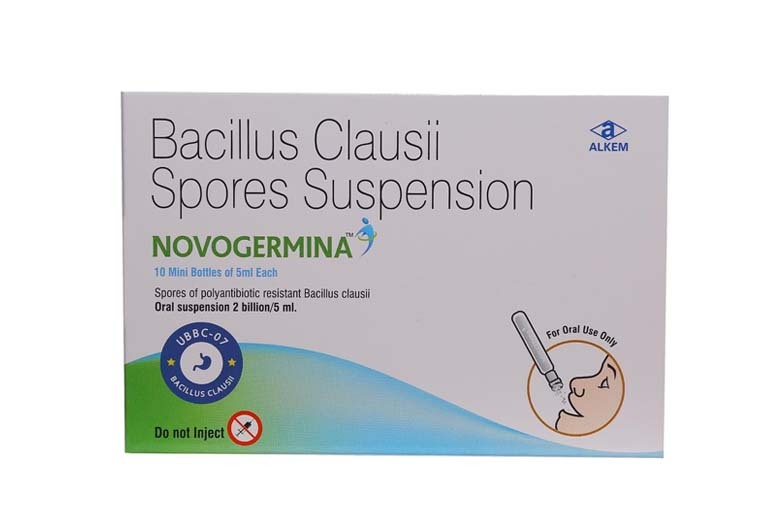 Bacillus Clausii
Spores Suspension
a
ALKEM
NOVOGERMINA™
10 Mini Bottles of 5ml Each
Spores of polyantibiotic resistant Bacillus clausii
Oral suspension 2 billion/5 ml.
UBBC-07
BACILLUS CLAUSII
For Oral Use Only
Do not Inject